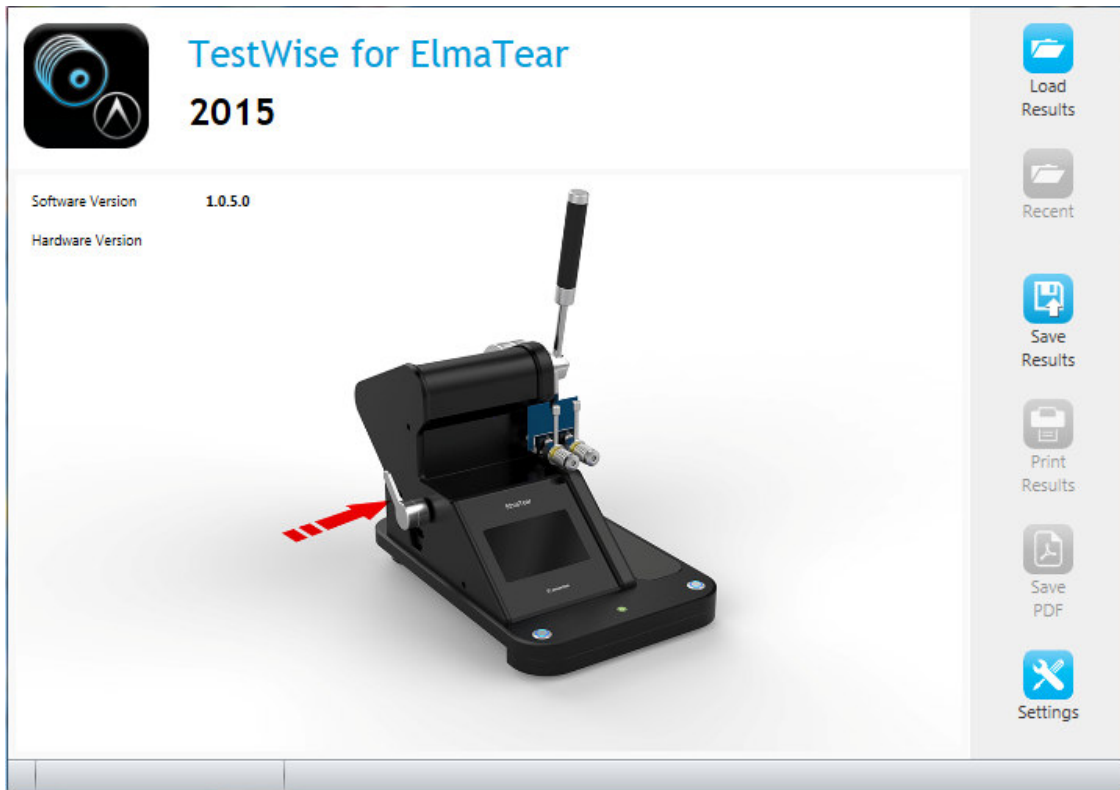 TestWise for ElmaTear
2015
Software Version 1.0.5.0
Hardware Version
ElmaTear
Load
Results
Recent
Save
Results
Print
Results
Save
PDF
Settings